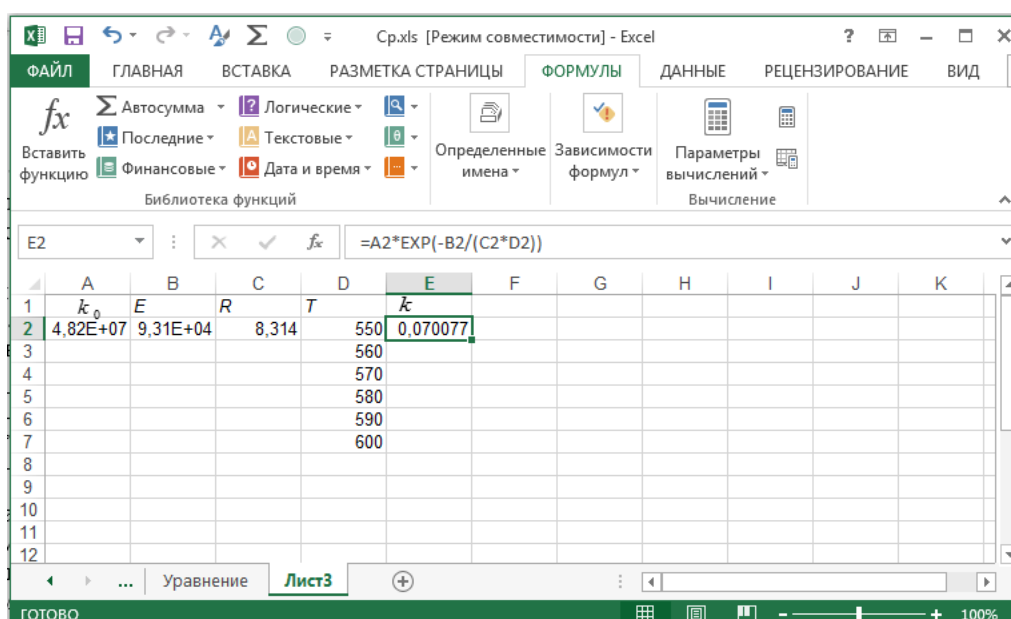 Cp.xls [Режим совместимости] - Excel ?
ФАЙЛ ГЛАВНАЯ ВСТАВКА РАЗМЕТКА СТРАНИЦЫ ФОРМУЛЫ ДАННЫЕ РЕЦЕНЗИРОВАНИЕ ВИД
fx Вставить функцию
Σ Автосумма
Последние
Финансовые
? Логические
A Текстовые
Дата и время
θ
Определенные имена
Зависимости формул
Параметры вычислений
Библиотека функций Вычисление
E2 fx =A2*EXP(-B2/(C2*D2))
A B C D E F G H I J K
1 k₀ E R T k
2 4,82E+07 9,31E+04 8,314 550 0,070077
3 560
4 570
5 580
6 590
7 600
8
9
10
11
12
... Уравнение Лист3
ГОТОВО 100%